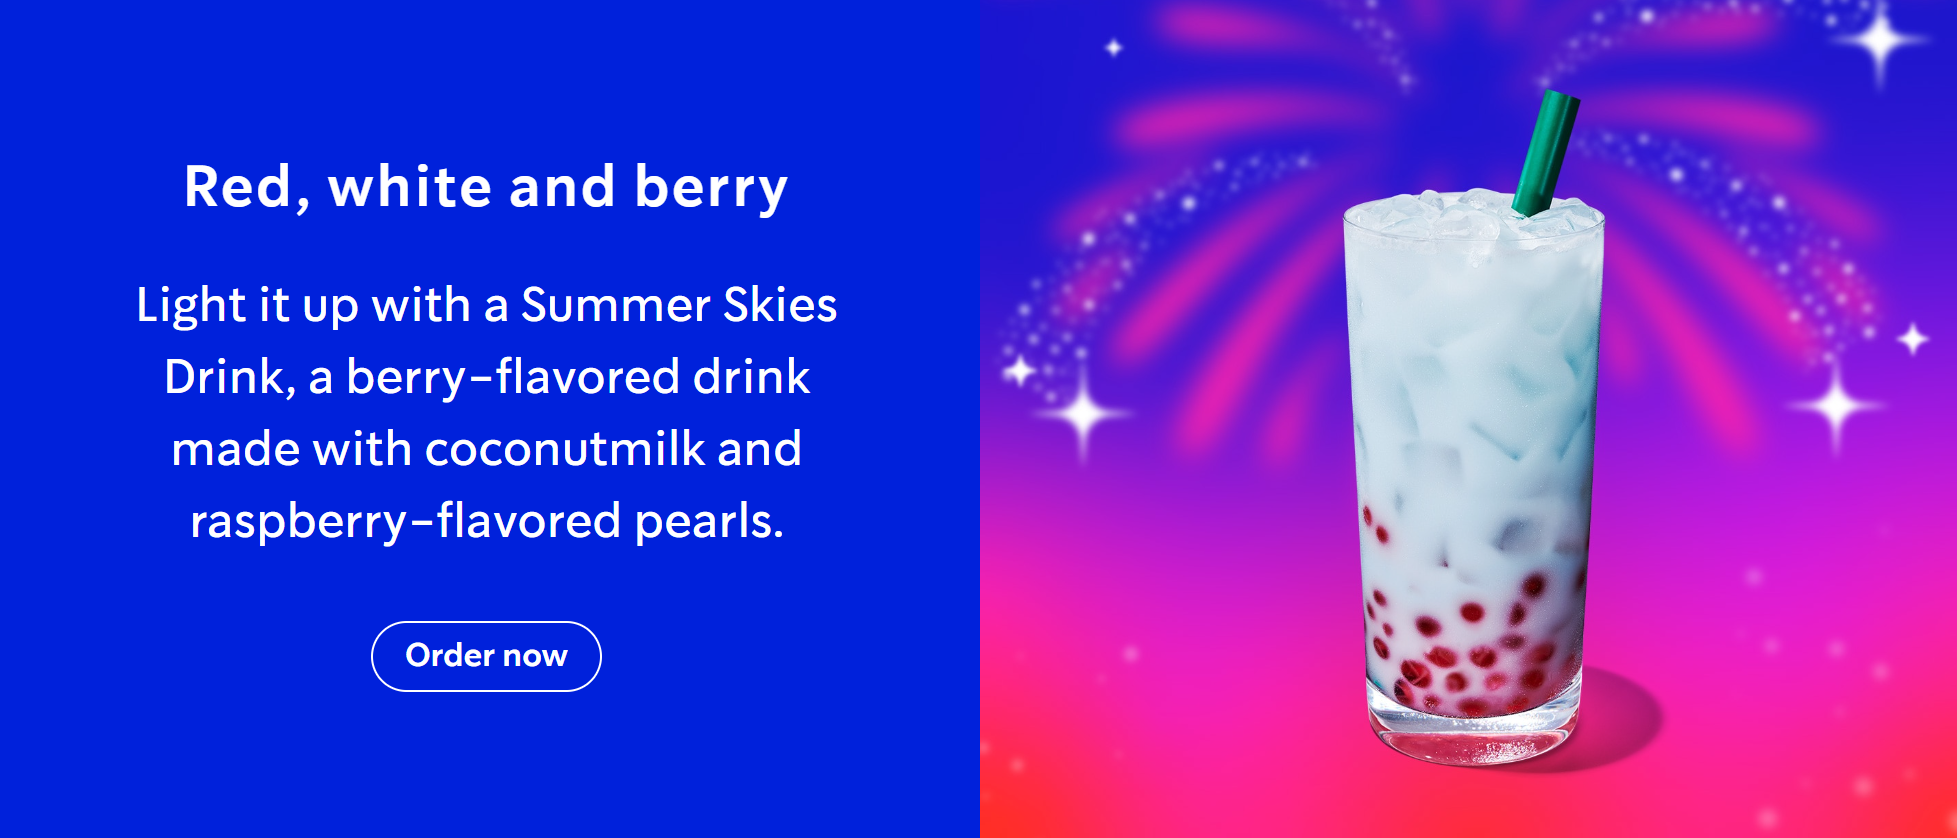 Red, white and berry
Light it up with a Summer Skies
Drink, a berry-flavored drink
made with coconutmilk and
raspberry-flavored pearls.
Order now